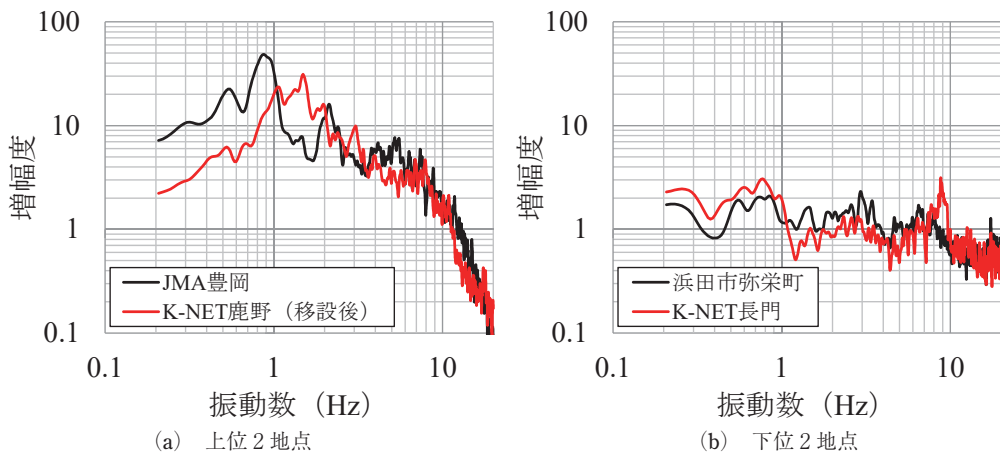 100
10
1
0.1
増幅度
JMA豊岡
K-NET鹿野（移設後）
0.1 1 10
振動数（Hz）
(a) 上位 2 地点
100
10
1
0.1
増幅度
浜田市弥栄町
K-NET長門
0.1 1 10
振動数（Hz）
(b) 下位 2 地点